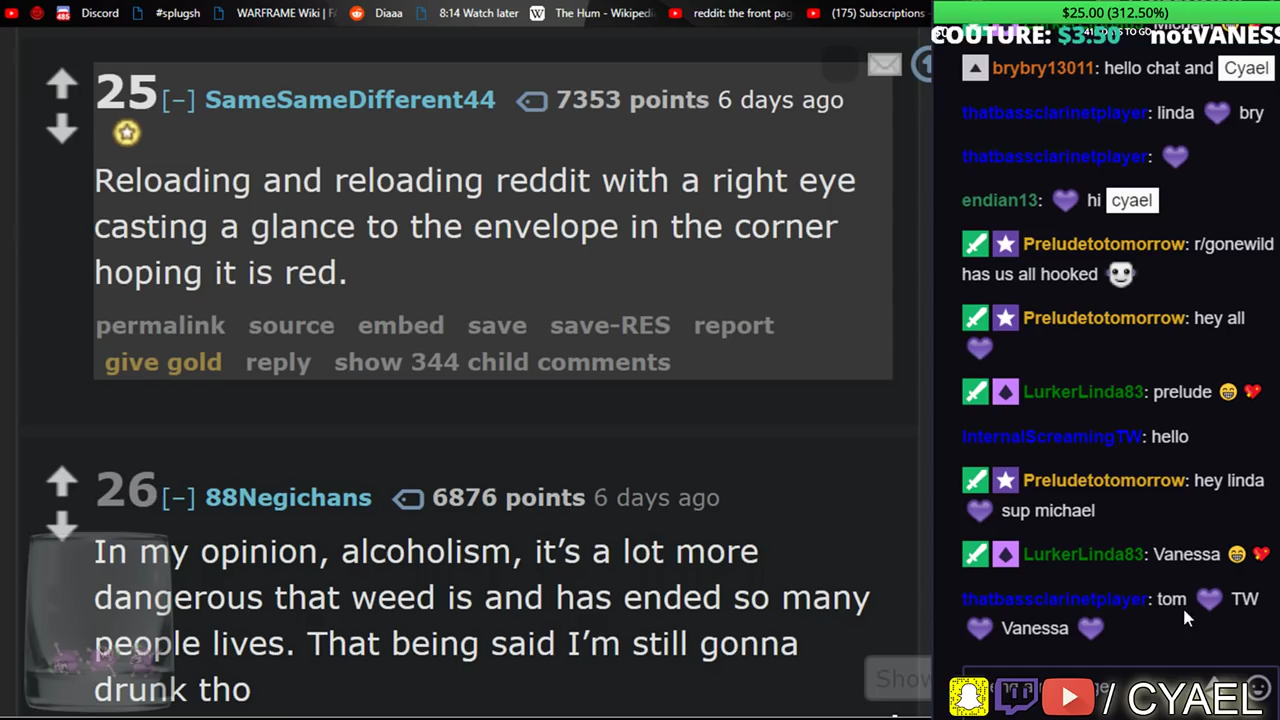 Discord #splugsh WARFRAME Wiki | FA Diaaa 8:14 Watch later The Hum - Wikipedi reddit: the front pag (175) Subscriptions
$25.00 (312.50%)
COUTURE: $3.50 notVANESS
25 [–] SameSameDifferent44 7353 points 6 days ago
Reloading and reloading reddit with a right eye
casting a glance to the envelope in the corner
hoping it is red.
permalink source embed save save-RES report
give gold reply show 344 child comments
26 [–] 88Negichans 6876 points 6 days ago
In my opinion, alcoholism, it's a lot more
dangerous that weed is and has ended so many
people lives. That being said I'm still gonna
drunk tho
Show
brybry13011: hello chat and Cyael
thatbassclarinetplayer: linda 💜 bry
thatbassclarinetplayer: 💜
endian13: 💜 hi cyael
Preludetotomorrow: r/gonewild
has us all hooked
Preludetotomorrow: hey all
💜
LurkerLinda83: prelude 😁 💖
InternalScreamingTW: hello
Preludetotomorrow: hey linda
💜 sup michael
LurkerLinda83: Vanessa 😁 💖
thatbassclarinetplayer: tom 💜 TW
💜 Vanessa 💜
/ CYAEL